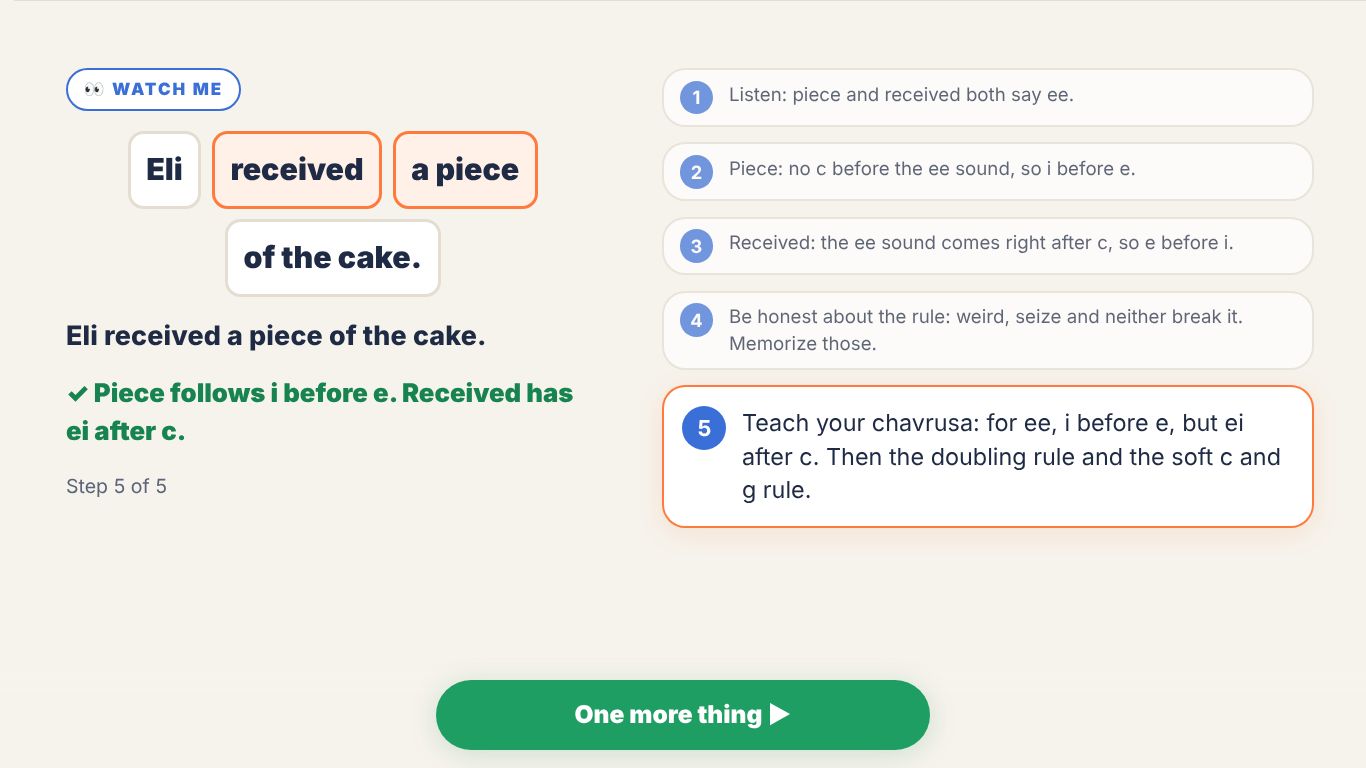 👀 WATCH ME
Eli
received
a piece
of the cake.
Eli received a piece of the cake.
✓ Piece follows i before e. Received has
ei after c.
Step 5 of 5
1 Listen: piece and received both say ee.
2 Piece: no c before the ee sound, so i before e.
3 Received: the ee sound comes right after c, so e before i.
4 Be honest about the rule: weird, seize and neither break it.
Memorize those.
5 Teach your chavrusa: for ee, i before e, but ei
after c. Then the doubling rule and the soft c and
g rule.
One more thing ▶